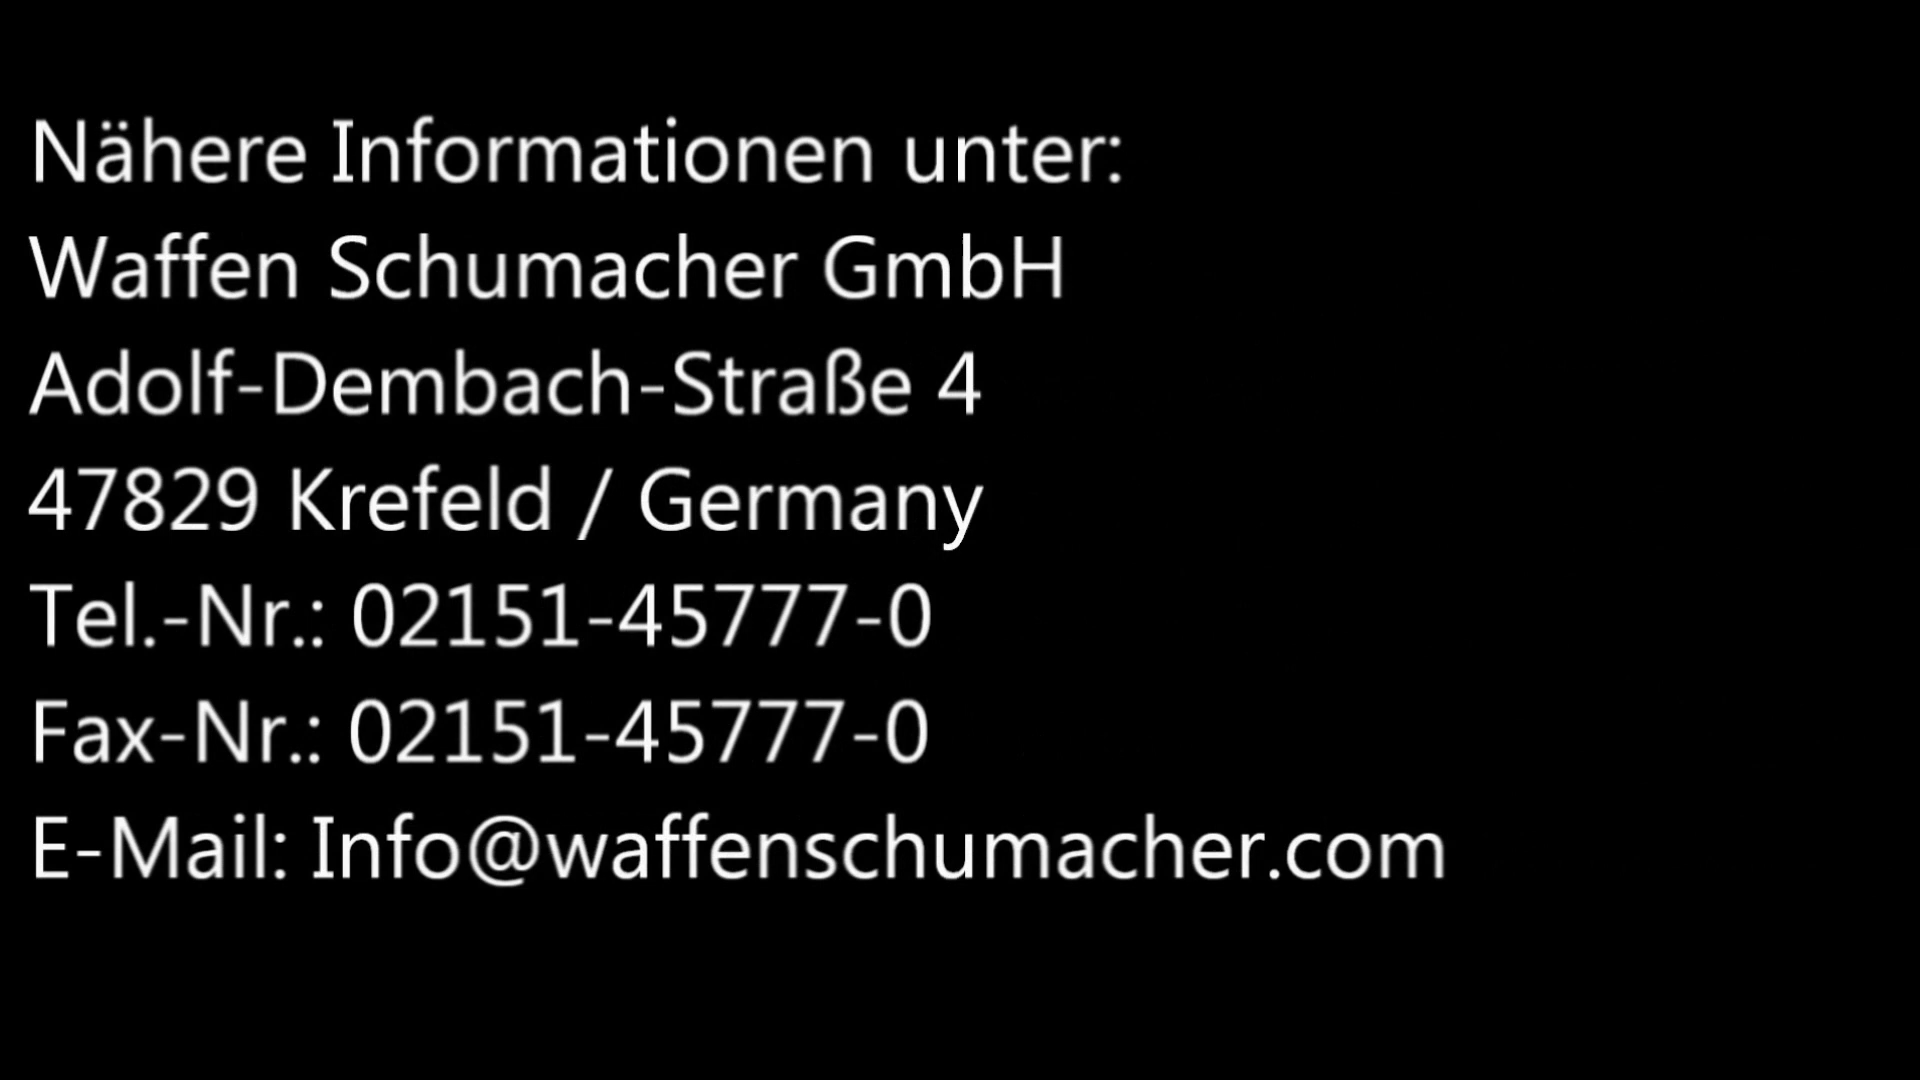 Nähere Informationen unter:
Waffen Schumacher GmbH
Adolf-Dembach-Straße 4
47829 Krefeld / Germany
Tel.-Nr.: 02151-45777-0
Fax-Nr.: 02151-45777-0
E-Mail: Info@waffenschumacher.com